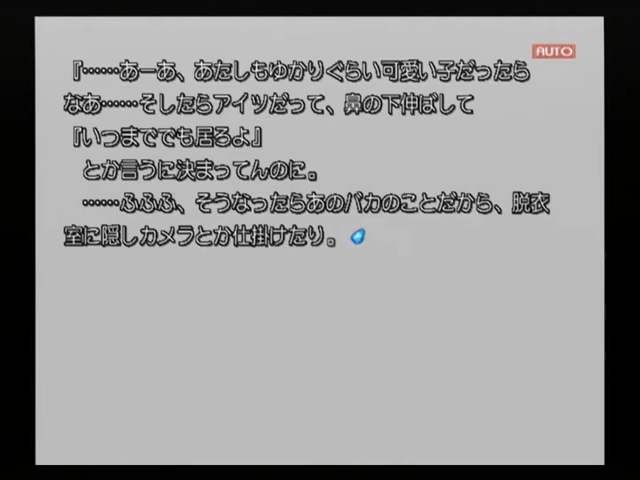 AUTO
『……あーあ、あたしもゆかりぐらい可愛い子だったら
なあ……そしたらアイツだって、鼻の下伸ばして
『いつまででも居るよ』
とか言うに決まってんのに。
……ふふふ、そうなったらあのバカのことだから、脱衣
室に隠しカメラとか仕掛けたり。